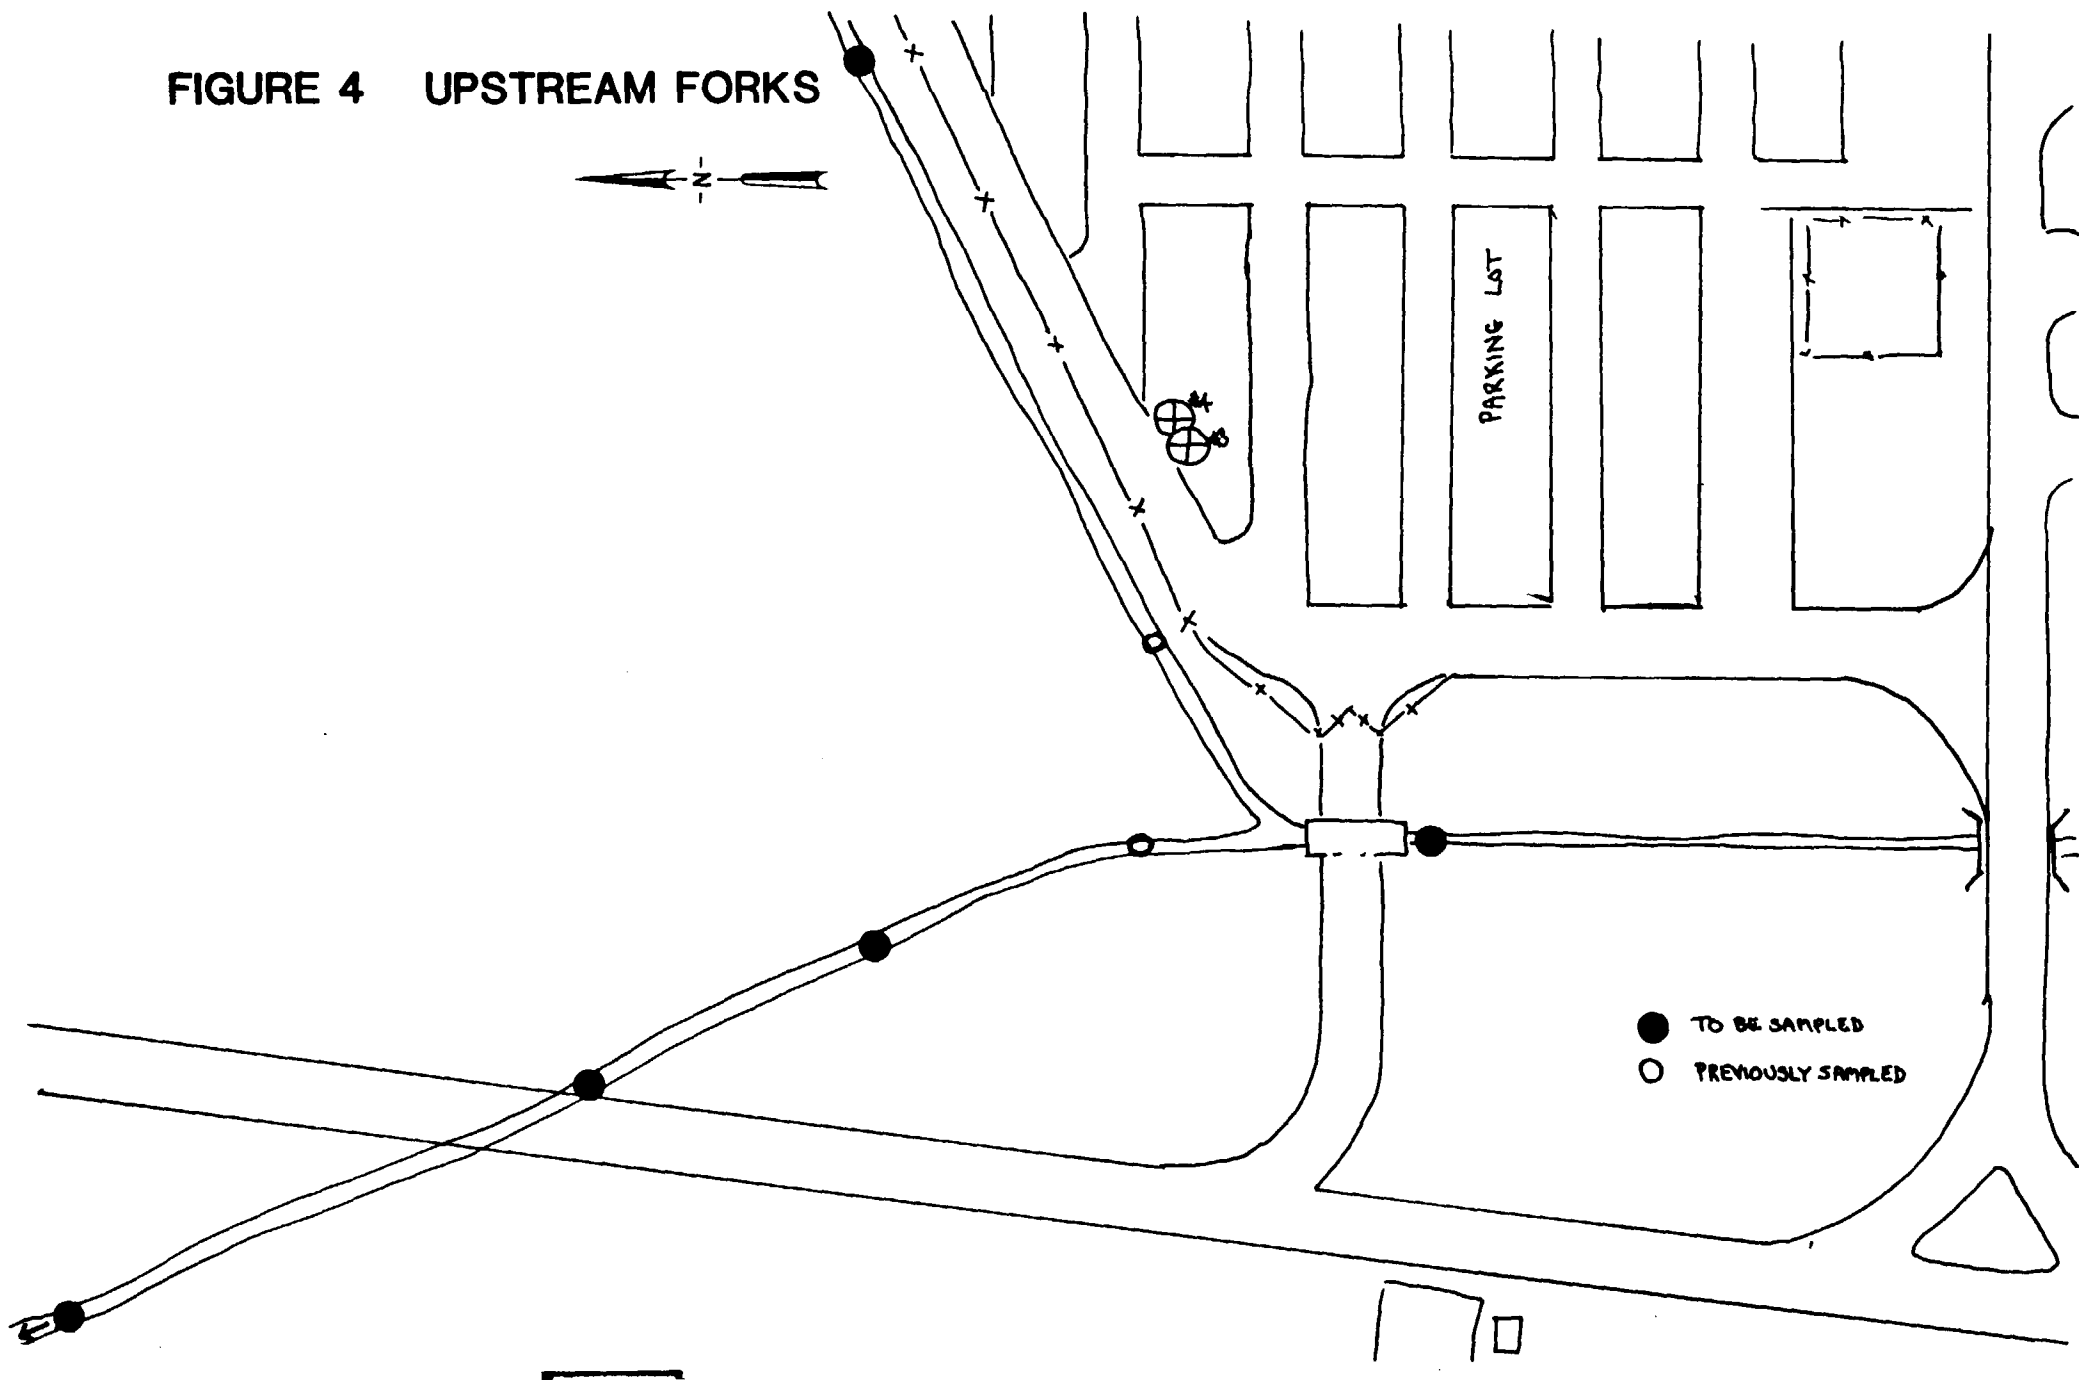 FIGURE 4 UPSTREAM FORKS
N
PARKING LOT
TO BE SAMPLED
PREVIOUSLY SAMPLED